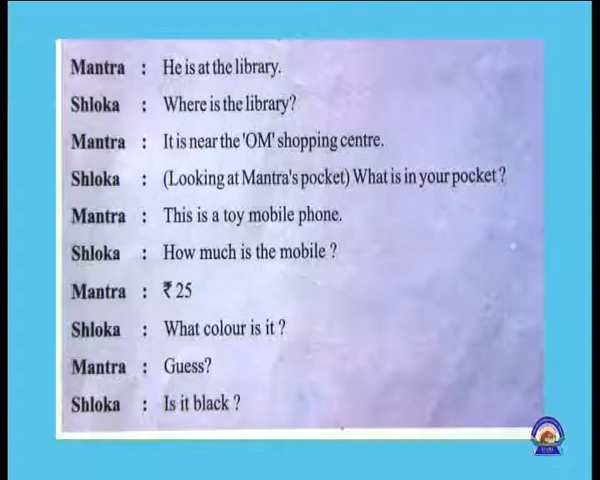 Mantra : He is at the library.
Shloka : Where is the library?
Mantra : It is near the 'OM' shopping centre.
Shloka : (Looking at Mantra's pocket) What is in your pocket ?
Mantra : This is a toy mobile phone.
Shloka : How much is the mobile ?
Mantra : ₹ 25
Shloka : What colour is it ?
Mantra : Guess?
Shloka : Is it black ?